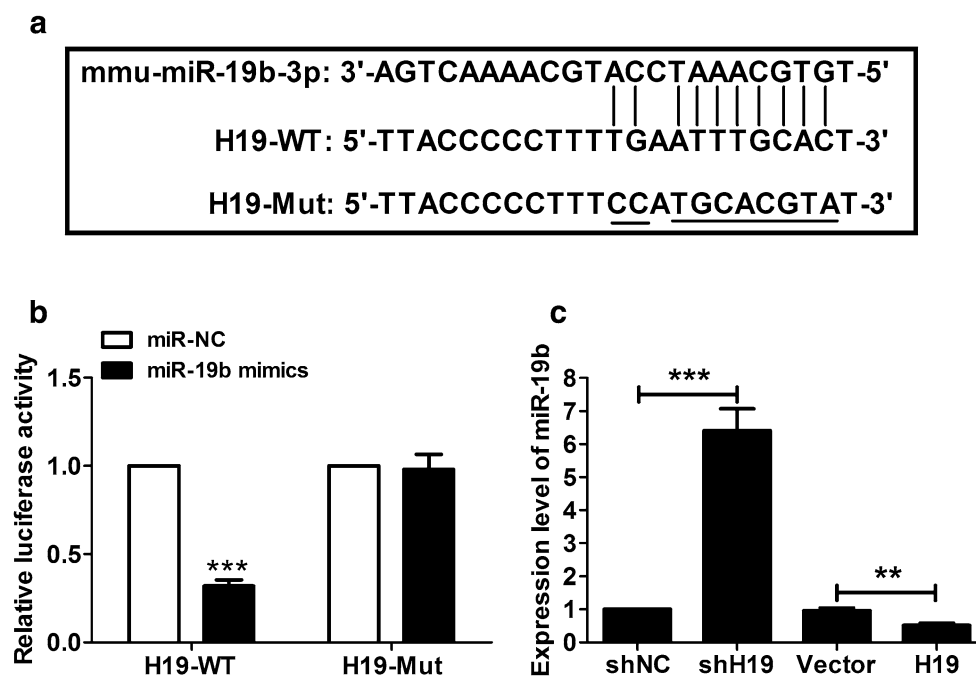 a
mmu-miR-19b-3p: 3'-AGTCAAAACGTACCTAAACGTGT-5'
H19-WT: 5'-TTACCCCCTTTTGAATTTGCACT-3'
H19-Mut: 5'-TTACCCCCTTTCCATGCACGTAT-3'
b
miR-NC
miR-19b mimics
Relative luciferase activity
1.5
1.0
0.5
0.0
***
H19-WT
H19-Mut
c
Expression level of miR-19b
8
7
6
5
4
3
2
1
0
***
**
shNC
shH19
Vector
H19